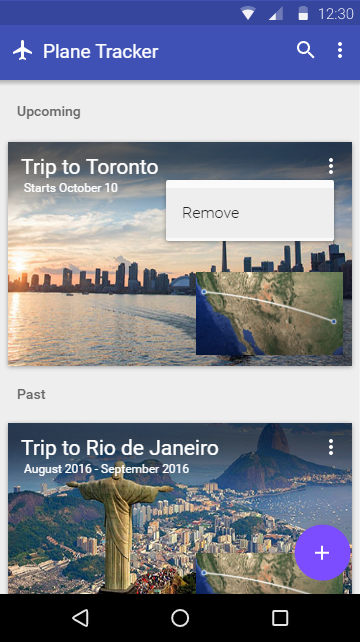 12:30
Plane Tracker
Upcoming
Trip to Toronto
Starts October 10
Remove
Past
Trip to Rio de Janeiro
August 2016 - September 2016